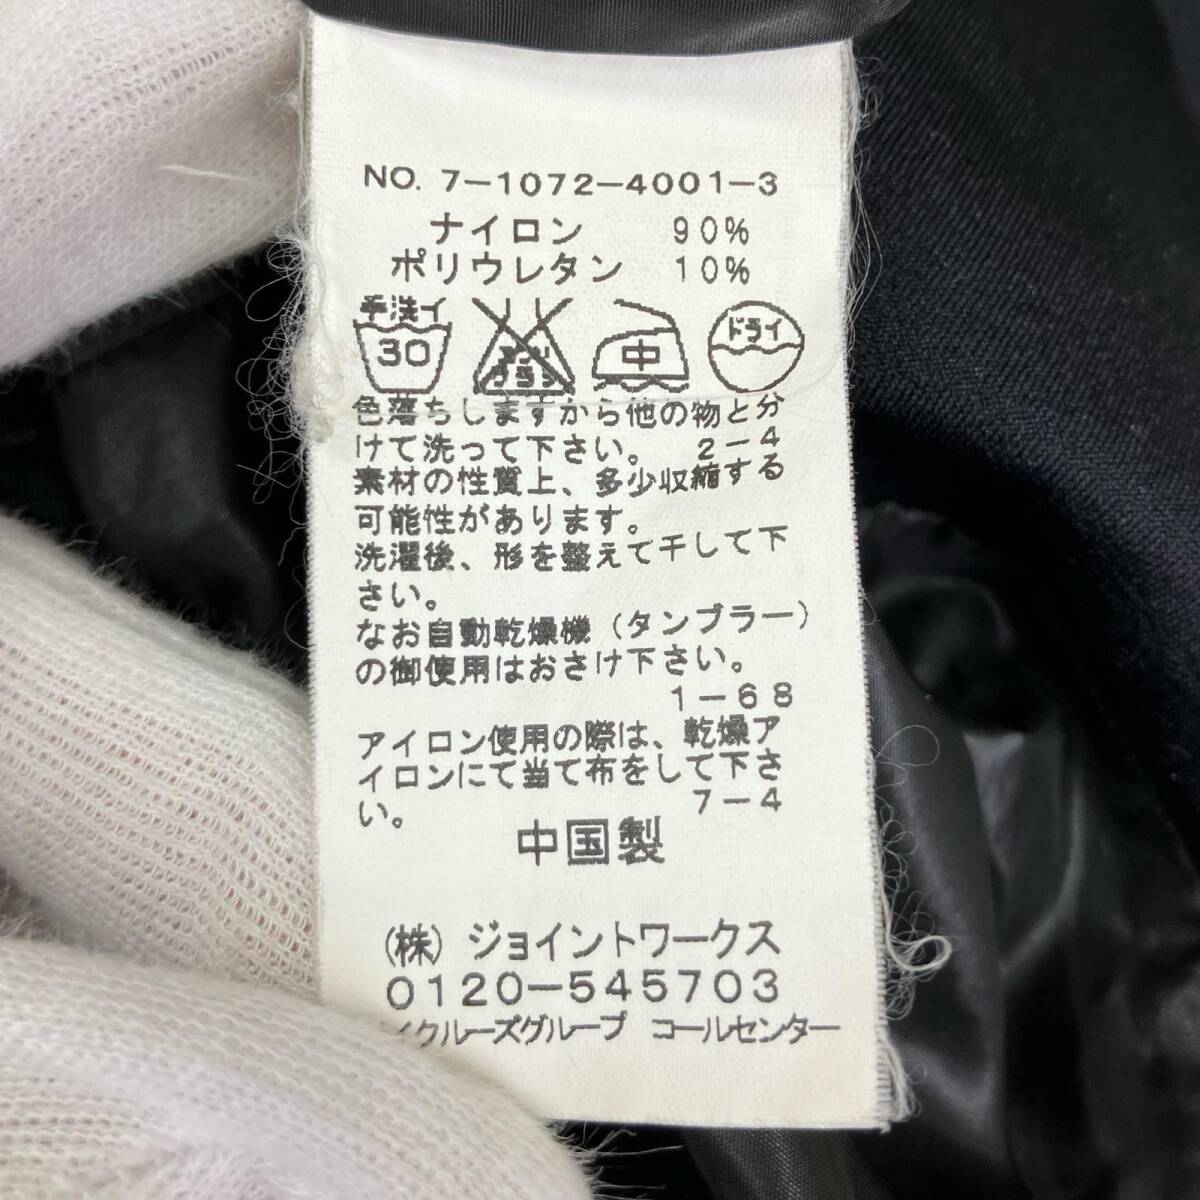 NO. 7-1072-4001-3
ナイロン 90%
ポリウレタン 10%
手洗イ
30
エンソ
ブラシ
中
ドライ
色落ちしますから他の物と分
けて洗って下さい。 2-4
素材の性質上、多少収縮する
可能性があります。
洗濯後、形を整えて干して下
さい。
なお自動乾燥機(タンブラー)
の御使用はおさけ下さい。
1-68
アイロン使用の際は、乾燥ア
イロンにて当て布をして下さ
い。 7-4
中国製
(株)ジョイントワークス
0120-545703
クルーズグループ コールセンター